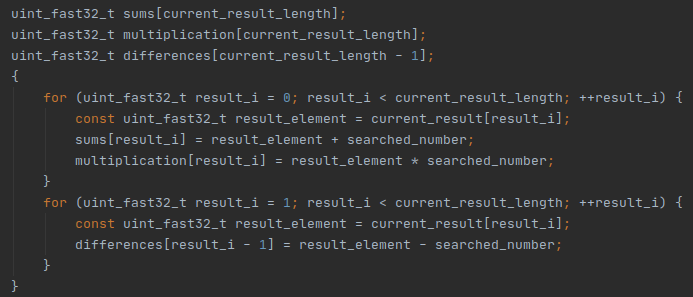 uint_fast32_t sums[current_result_length];
uint_fast32_t multiplication[current_result_length];
uint_fast32_t differences[current_result_length - 1];
{
    for (uint_fast32_t result_i = 0; result_i < current_result_length; ++result_i) {
        const uint_fast32_t result_element = current_result[result_i];
        sums[result_i] = result_element + searched_number;
        multiplication[result_i] = result_element * searched_number;
    }
    for (uint_fast32_t result_i = 1; result_i < current_result_length; ++result_i) {
        const uint_fast32_t result_element = current_result[result_i];
        differences[result_i - 1] = result_element - searched_number;
    }
}